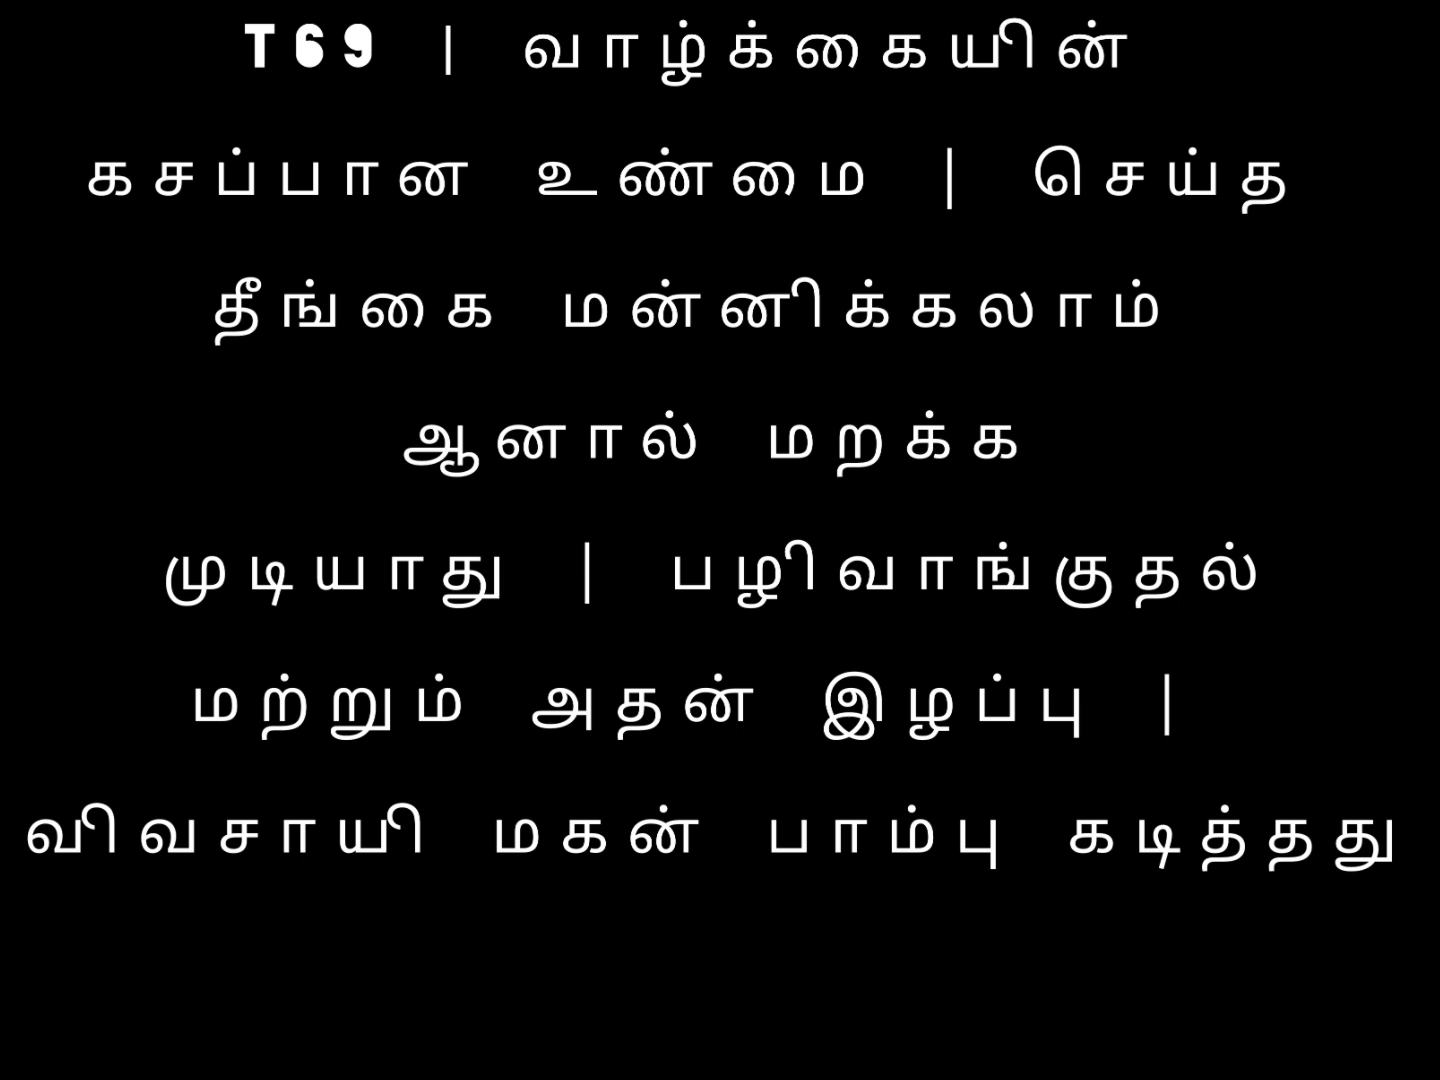 T69 | வாழ்க்கையின்
கசப்பான உண்மை | செய்த
தீங்கை மன்னிக்கலாம்
ஆனால் மறக்க
முடியாது | பழிவாங்குதல்
மற்றும் அதன் இழப்பு |
விவசாயி மகன் பாம்பு கடித்தது